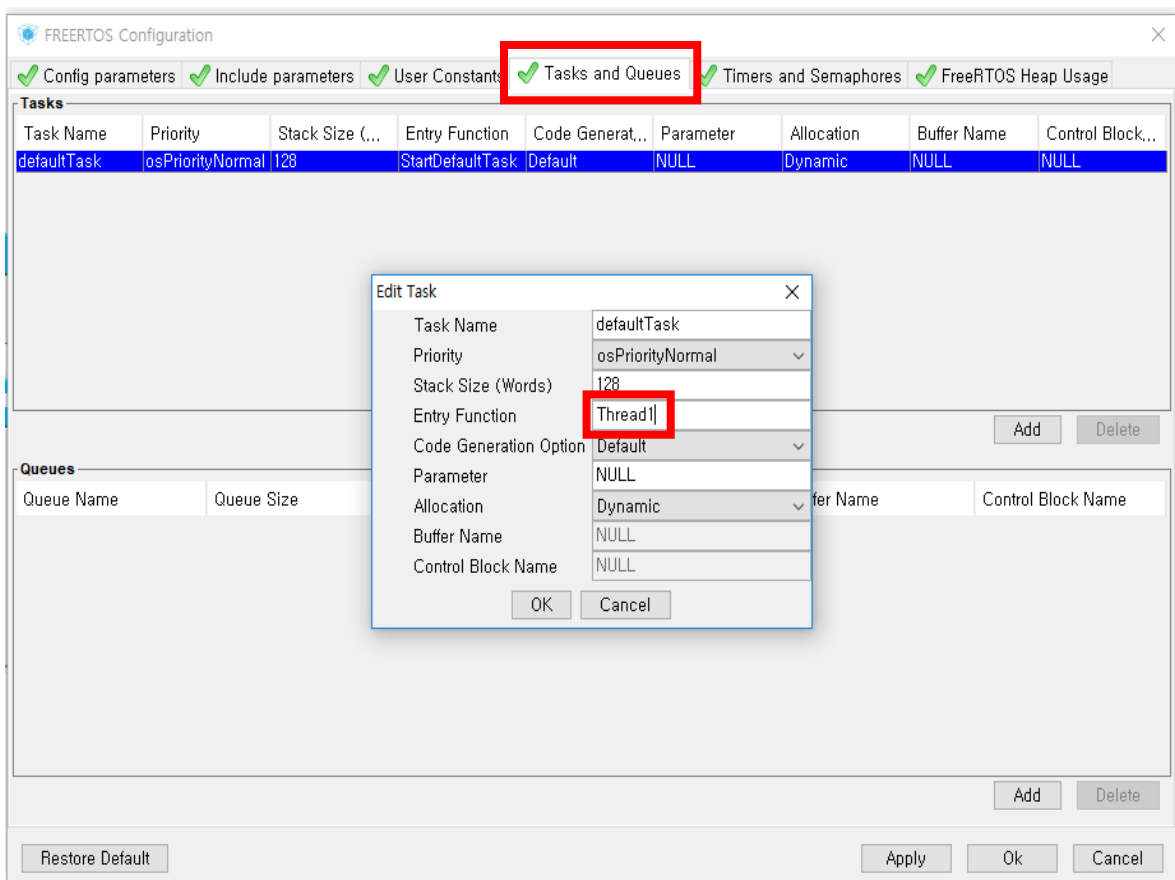 FREERTOS Configuration
Config parameters Include parameters User Constants Tasks and Queues Timers and Semaphores FreeRTOS Heap Usage
Tasks
Task Name Priority Stack Size (... Entry Function Code Generat... Parameter Allocation Buffer Name Control Block...
defaultTask osPriorityNormal 128 StartDefaultTask Default NULL Dynamic NULL NULL
Edit Task
Task Name defaultTask
Priority osPriorityNormal
Stack Size (Words) 128
Entry Function Thread1
Code Generation Option Default
Parameter NULL
Allocation Dynamic
Buffer Name NULL
Control Block Name NULL
OK Cancel
Add Delete
Queues
Queue Name Queue Size fer Name Control Block Name
Add Delete
Restore Default Apply Ok Cancel